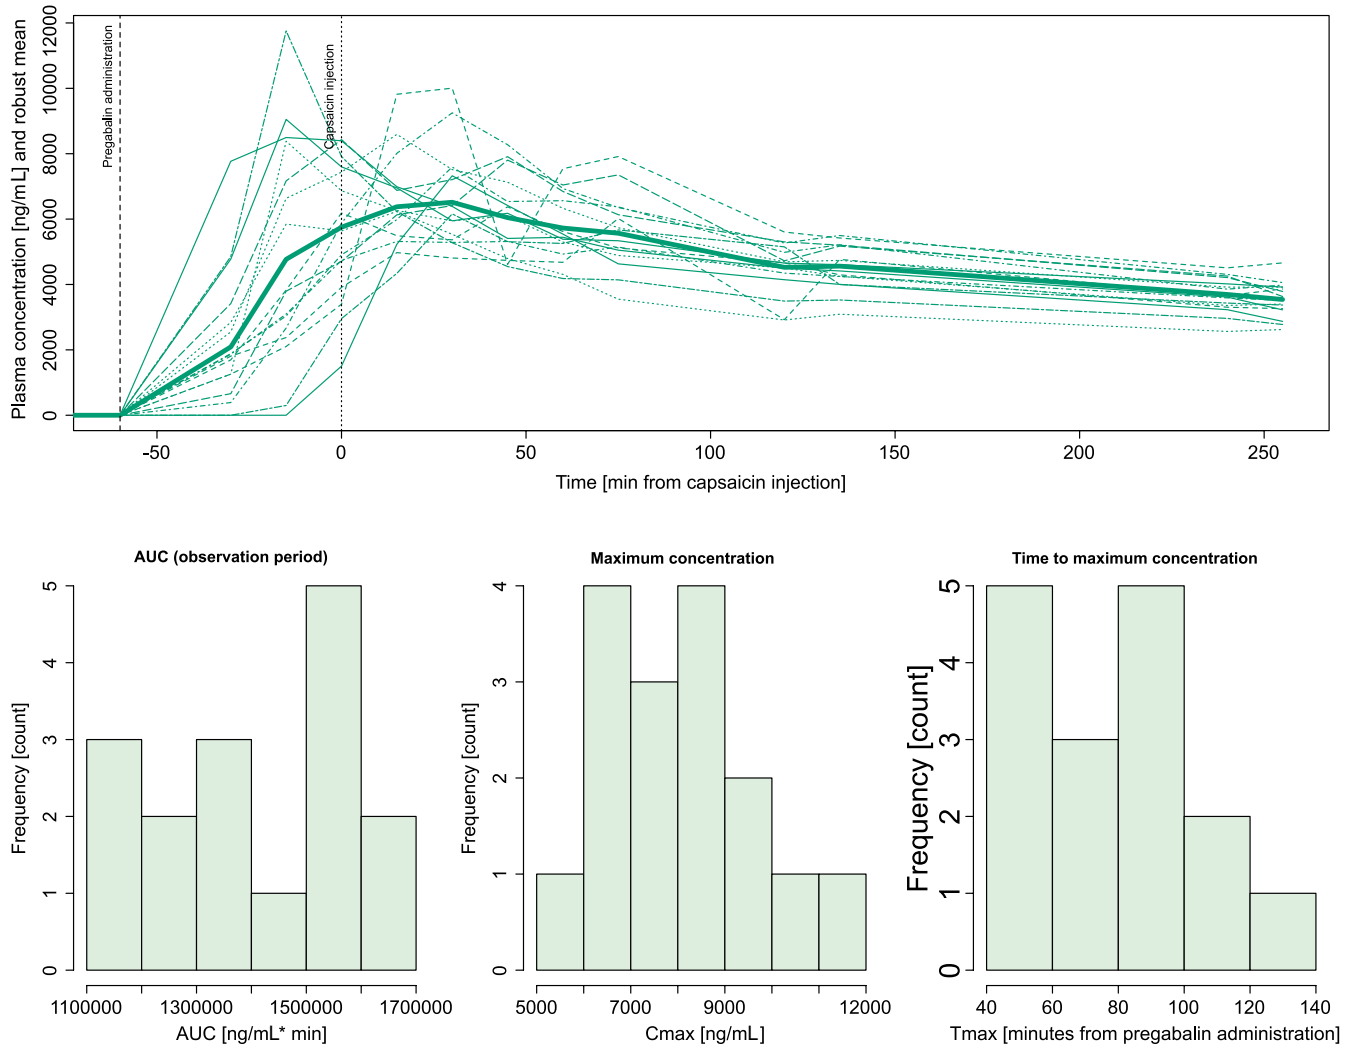 Plasma concentration [ng/mL] and robust mean
0 2000 4000 6000 8000 10000 12000
Pregabalin administration
Capsaicin injection
-50 0 50 100 150 200 250
Time [min from capsaicin injection]
AUC (observation period)
Frequency [count]
0 1 2 3 4 5
1100000 1300000 1500000 1700000
AUC [ng/mL* min]
Maximum concentration
Frequency [count]
0 1 2 3 4
5000 7000 9000 12000
Cmax [ng/mL]
Time to maximum concentration
Frequency [count]
0 1 2 3 4 5
40 60 80 100 120 140
Tmax [minutes from pregabalin administration]